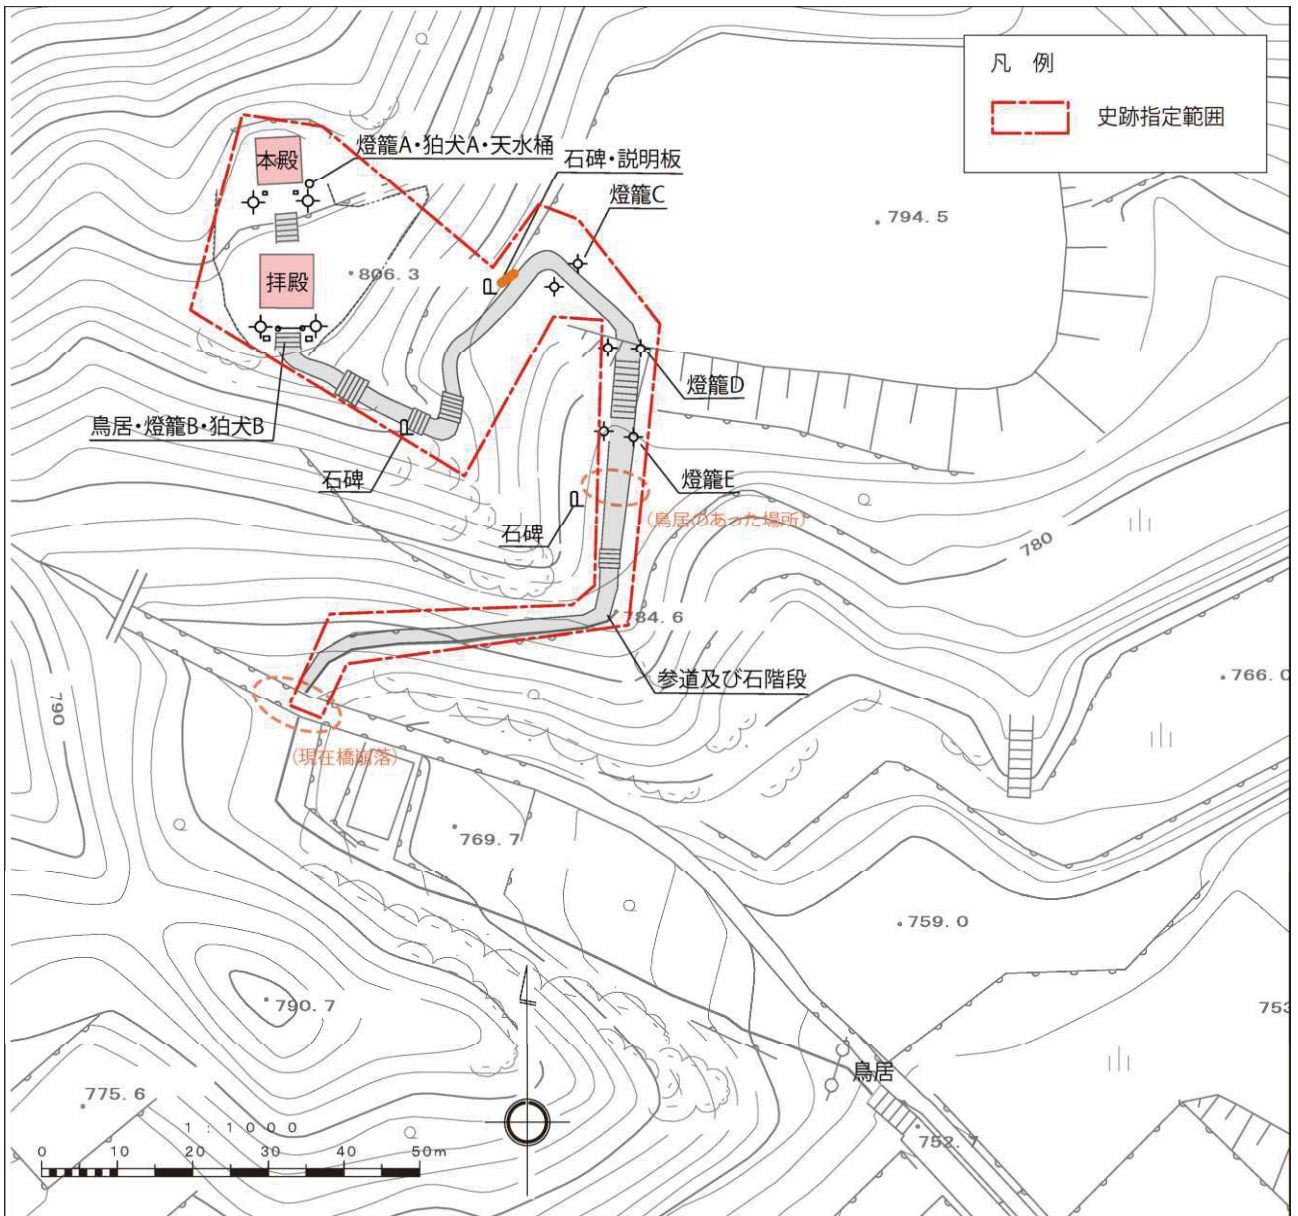 凡 例
史跡指定範囲
本殿
燈籠A・狛犬A・天水桶
石碑・説明板
燈籠C
794.5
拝殿
806.3
燈籠D
鳥居・燈籠B・狛犬B
石碑
燈籠E
(鳥居のあった場所)
石碑
780
784.6
参道及び石階段
766.0
790
(現在橋崩落)
769.7
759.0
790.7
753
鳥居
775.6
752.7
1:1000
0 10 20 30 40 50m